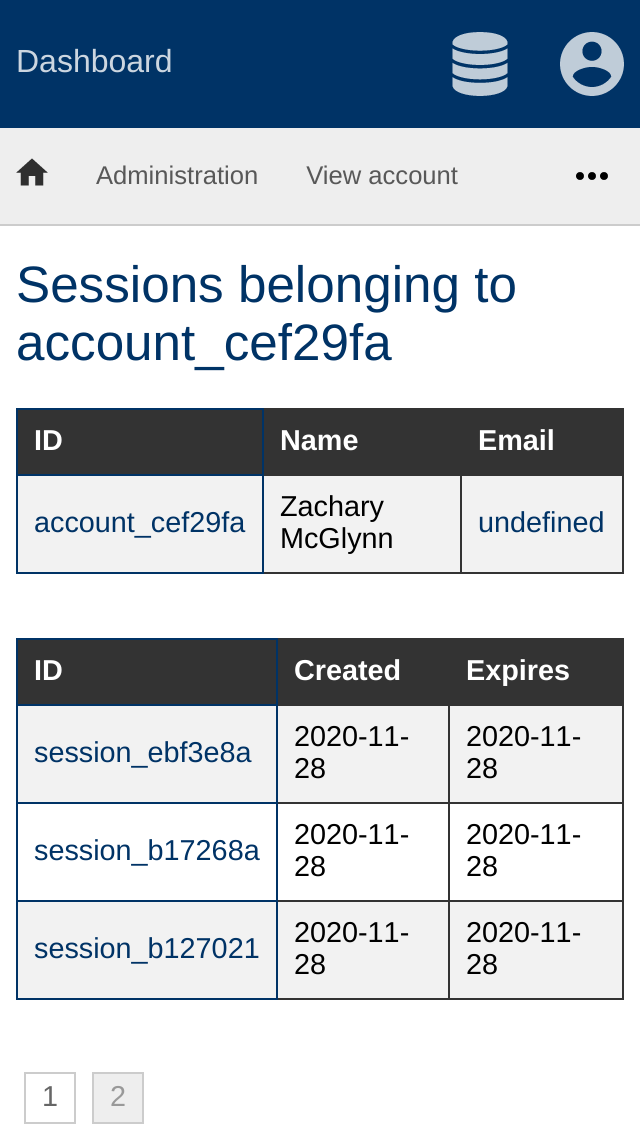 Dashboard
Administration View account
Sessions belonging to
account_cef29fa
ID Name Email
account_cef29fa Zachary McGlynn undefined
ID Created Expires
session_ebf3e8a 2020-11-28 2020-11-28
session_b17268a 2020-11-28 2020-11-28
session_b127021 2020-11-28 2020-11-28
1 2